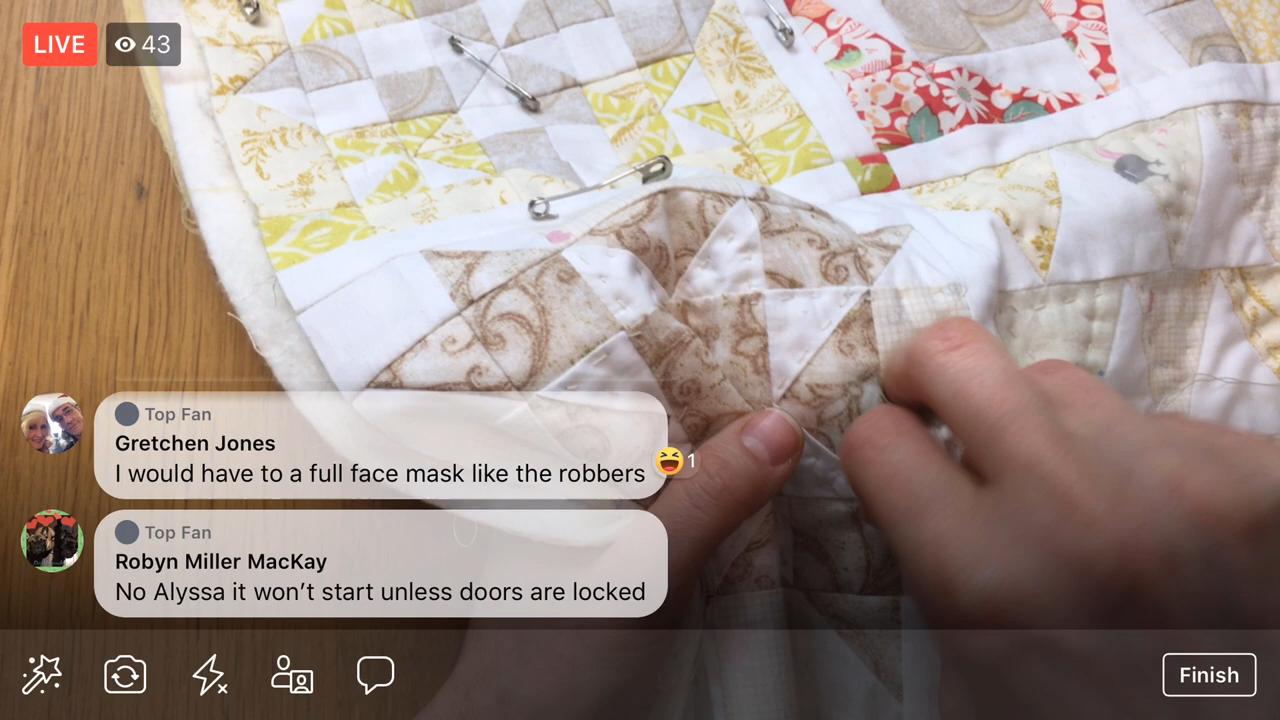 LIVE 43
Top Fan
Gretchen Jones
I would have to a full face mask like the robbers
1
Top Fan
Robyn Miller MacKay
No Alyssa it won’t start unless doors are locked
Finish